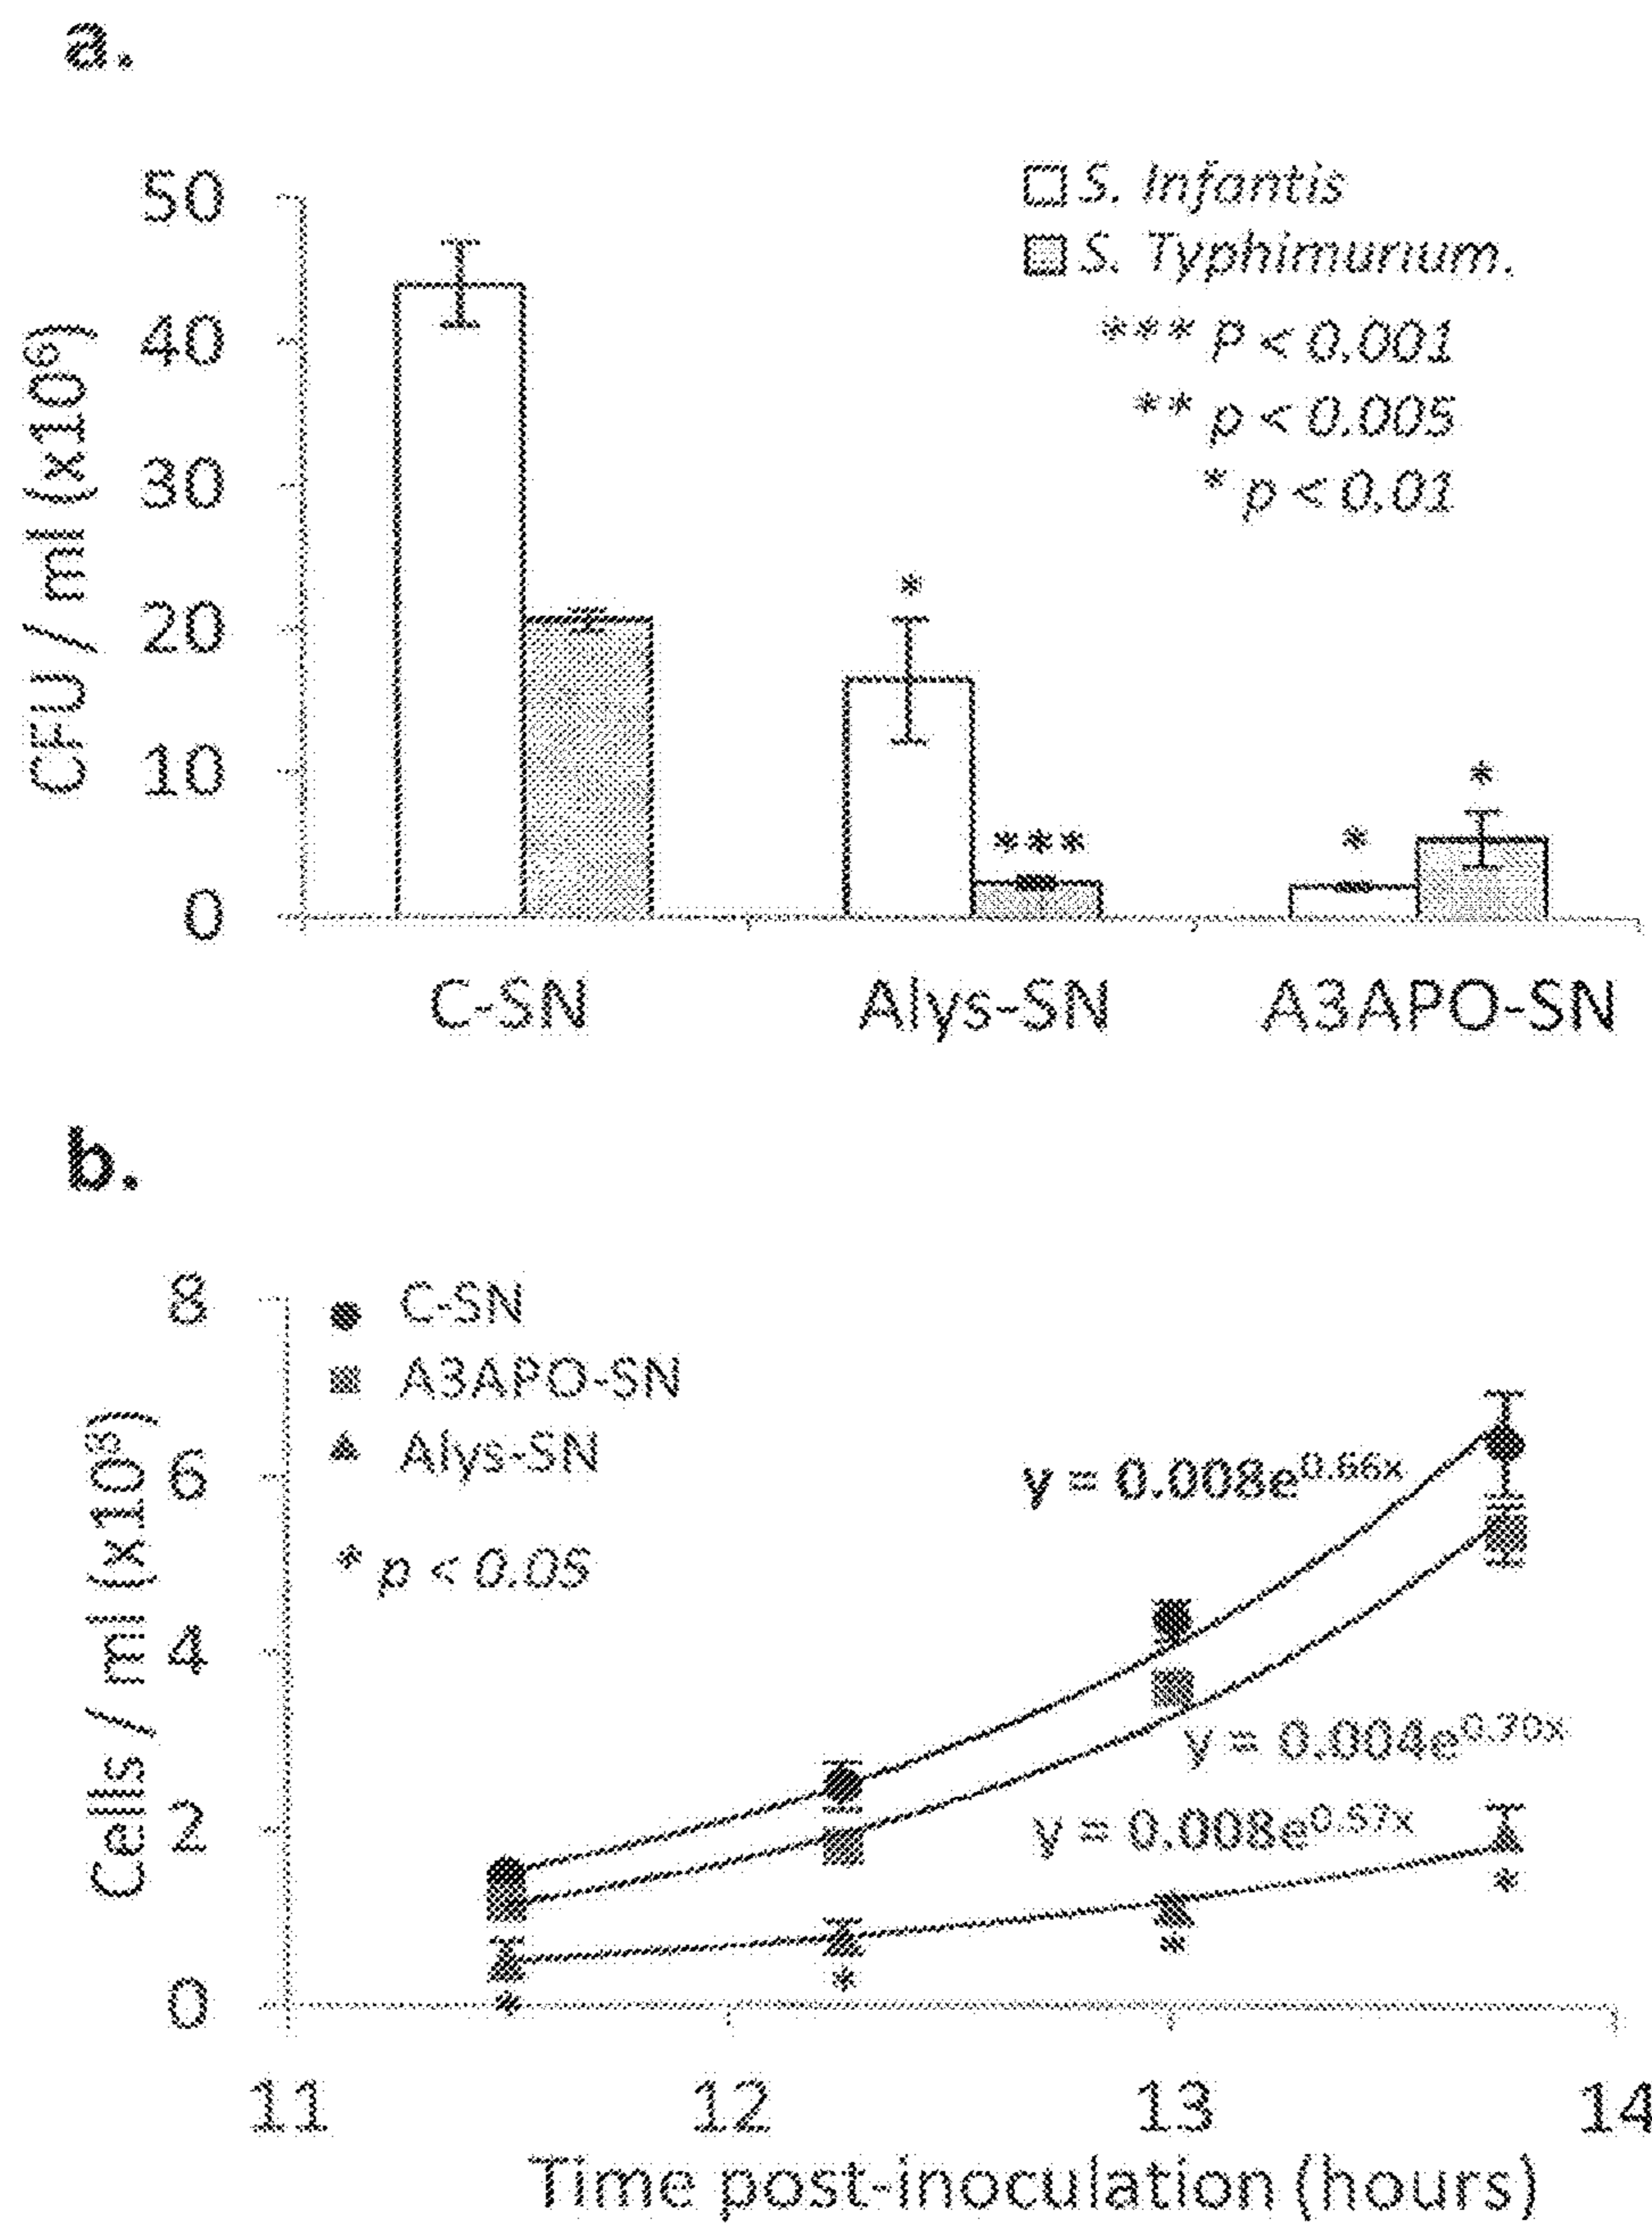 a.
50
40
30
20
10
0
CFU / ml (x10⁶)
S. Infantis
S. Typhimurium.
*** P < 0.001
** p < 0.005
* p < 0.01
*
***
*
*
C-SN
Alys-SN
A3APO-SN
b.
8
6
4
2
0
Cells / ml (x10⁸)
C-SN
A3APO-SN
Alys-SN
* p < 0.05
y = 0.008e^0.66x
y = 0.004e^0.70x
y = 0.008e^0.57x
*
*
*
*
11
12
13
14
Time post-inoculation (hours)